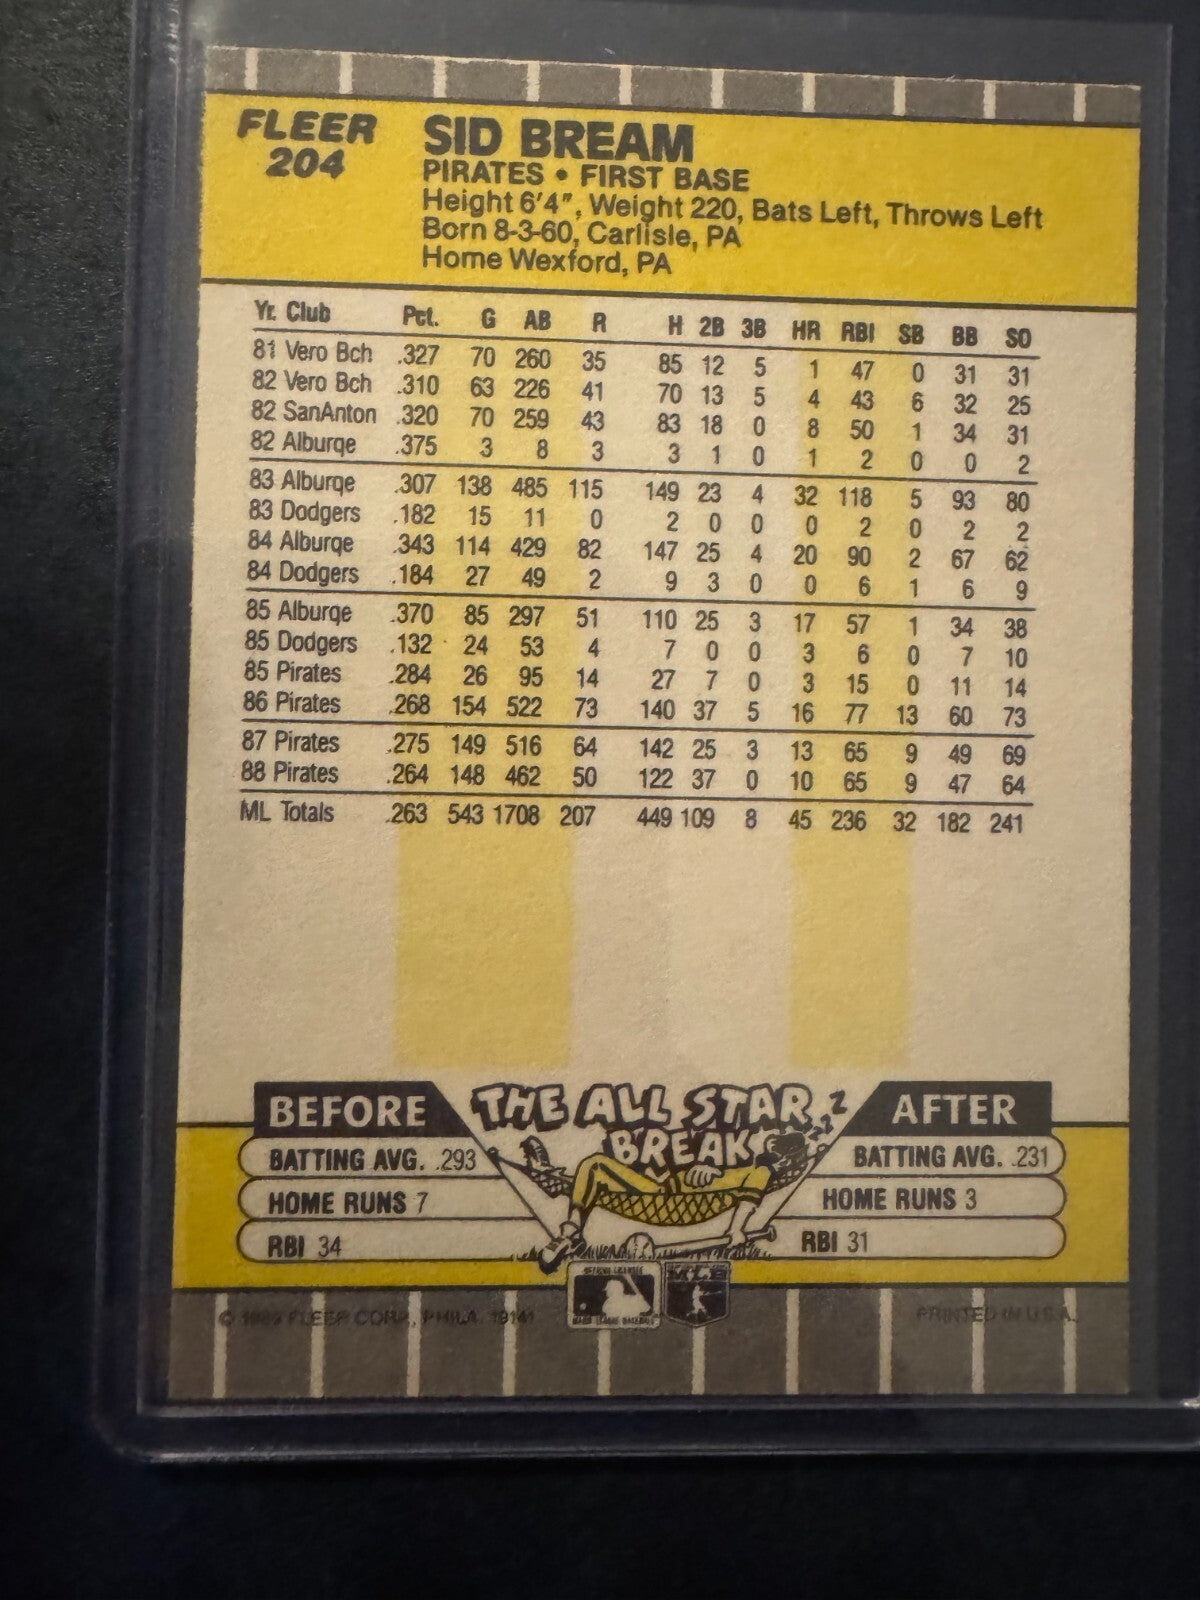 FLEER
204
SID BREAM
PIRATES • FIRST BASE
Height 6'4", Weight 220, Bats Left, Throws Left
Born 8-3-60, Carlisle, PA
Home Wexford, PA
Yr. Club Pct. G AB R H 2B 3B HR RBI SB BB SO
81 Vero Bch .327 70 260 35 85 12 5 1 47 0 31 31
82 Vero Bch .310 63 226 41 70 13 5 4 43 6 32 25
82 SanAnton .320 70 259 43 83 18 0 8 50 1 34 31
82 Alburqe .375 3 8 3 3 1 0 1 2 0 0 2
83 Alburqe .307 138 485 115 149 23 4 32 118 5 93 80
83 Dodgers .182 15 11 0 2 0 0 0 2 0 2 2
84 Alburqe .343 114 429 82 147 25 4 20 90 2 67 62
84 Dodgers .184 27 49 2 9 3 0 0 6 1 6 9
85 Alburqe .370 85 297 51 110 25 3 17 57 1 34 38
85 Dodgers .132 24 53 4 7 0 0 3 6 0 7 10
85 Pirates .284 26 95 14 27 7 0 3 15 0 11 14
86 Pirates .268 154 522 73 140 37 5 16 77 13 60 73
87 Pirates .275 149 516 64 142 25 3 13 65 9 49 69
88 Pirates .264 148 462 50 122 37 0 10 65 9 47 64
ML Totals .263 543 1708 207 449 109 8 45 236 32 182 241
BEFORE
BATTING AVG. .293
HOME RUNS 7
RBI 34
THE ALL STAR
BREAK
ZZZZ
AFTER
BATTING AVG. .231
HOME RUNS 3
RBI 31
OFFICIAL LICENSEE
MAJOR LEAGUE BASEBALL
MLB
© 1989 FLEER CORP., PHILA. 19141
PRINTED IN U.S.A.